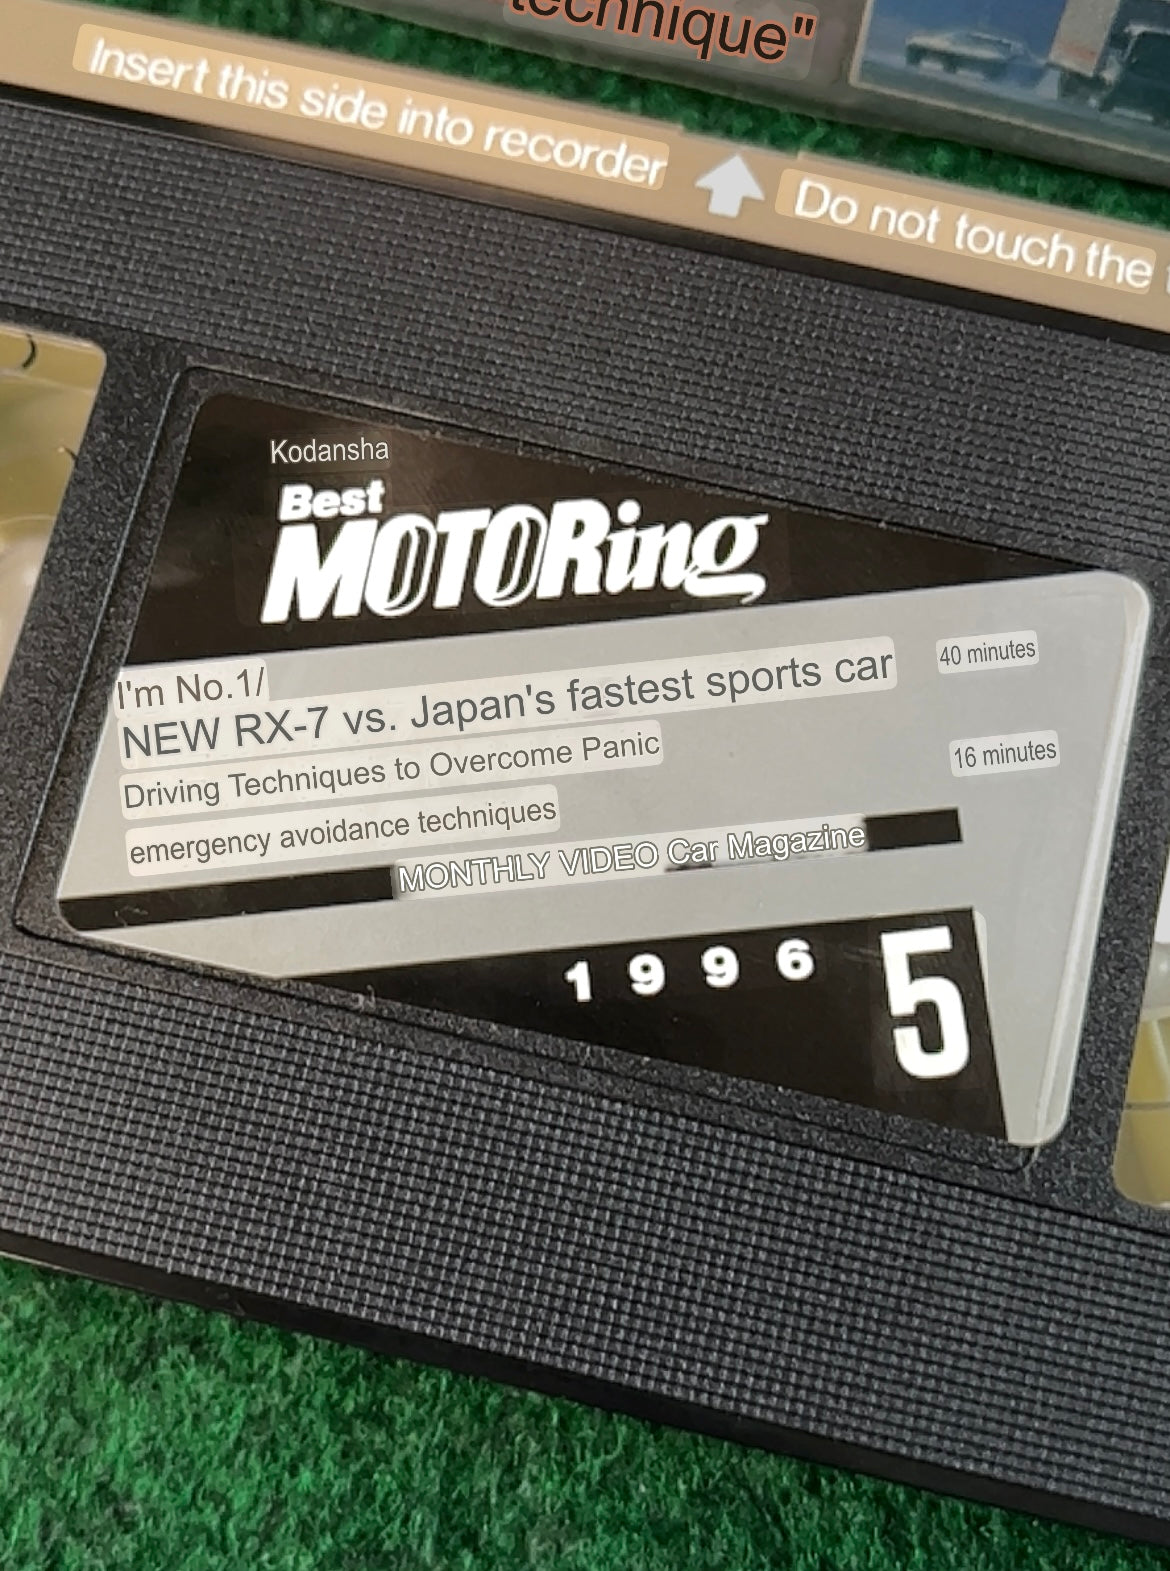 technique"
Insert this side into recorder
Do not touch the
Kodansha
Best
MOTORing
I'm No.1/
NEW RX-7 vs. Japan's fastest sports car
40 minutes
Driving Techniques to Overcome Panic
16 minutes
emergency avoidance techniques
MONTHLY VIDEO Car Magazine
1996 5